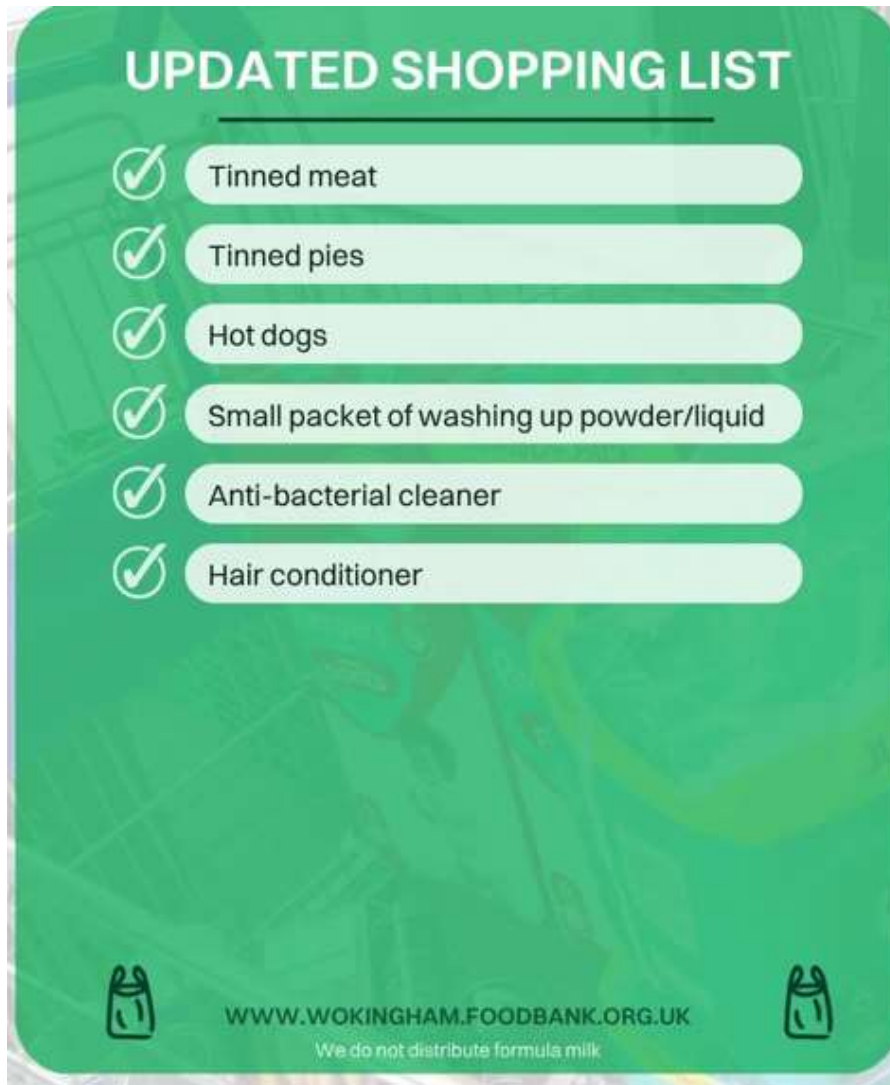 UPDATED SHOPPING LIST
Tinned meat
Tinned pies
Hot dogs
Small packet of washing up powder/liquid
Anti-bacterial cleaner
Hair conditioner
WWW.WOKINGHAM.FOODBANK.ORG.UK
We do not distribute formula milk